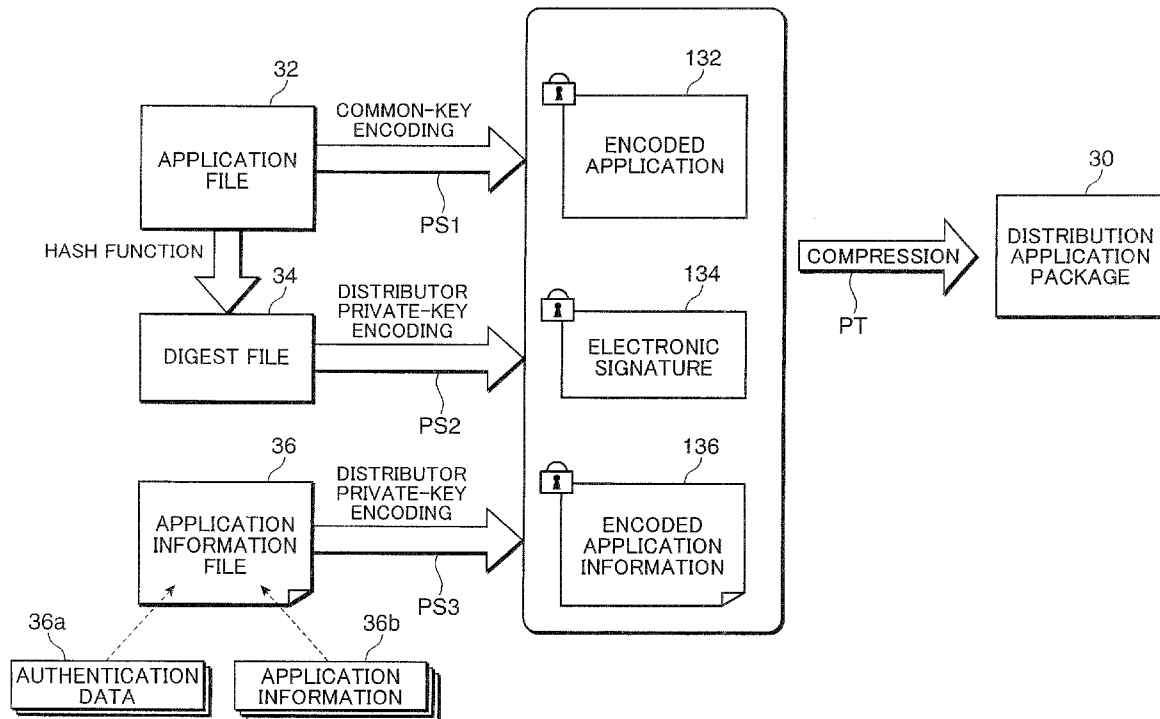 32
APPLICATION
FILE
COMMON-KEY
ENCODING
PS1
132
ENCODED
APPLICATION
HASH FUNCTION
34
DIGEST FILE
DISTRIBUTOR
PRIVATE-KEY
ENCODING
PS2
134
ELECTRONIC
SIGNATURE
36
APPLICATION
INFORMATION
FILE
DISTRIBUTOR
PRIVATE-KEY
ENCODING
PS3
136
ENCODED
APPLICATION
INFORMATION
36a
AUTHENTICATION
DATA
36b
APPLICATION
INFORMATION
COMPRESSION
PT
30
DISTRIBUTION
APPLICATION
PACKAGE